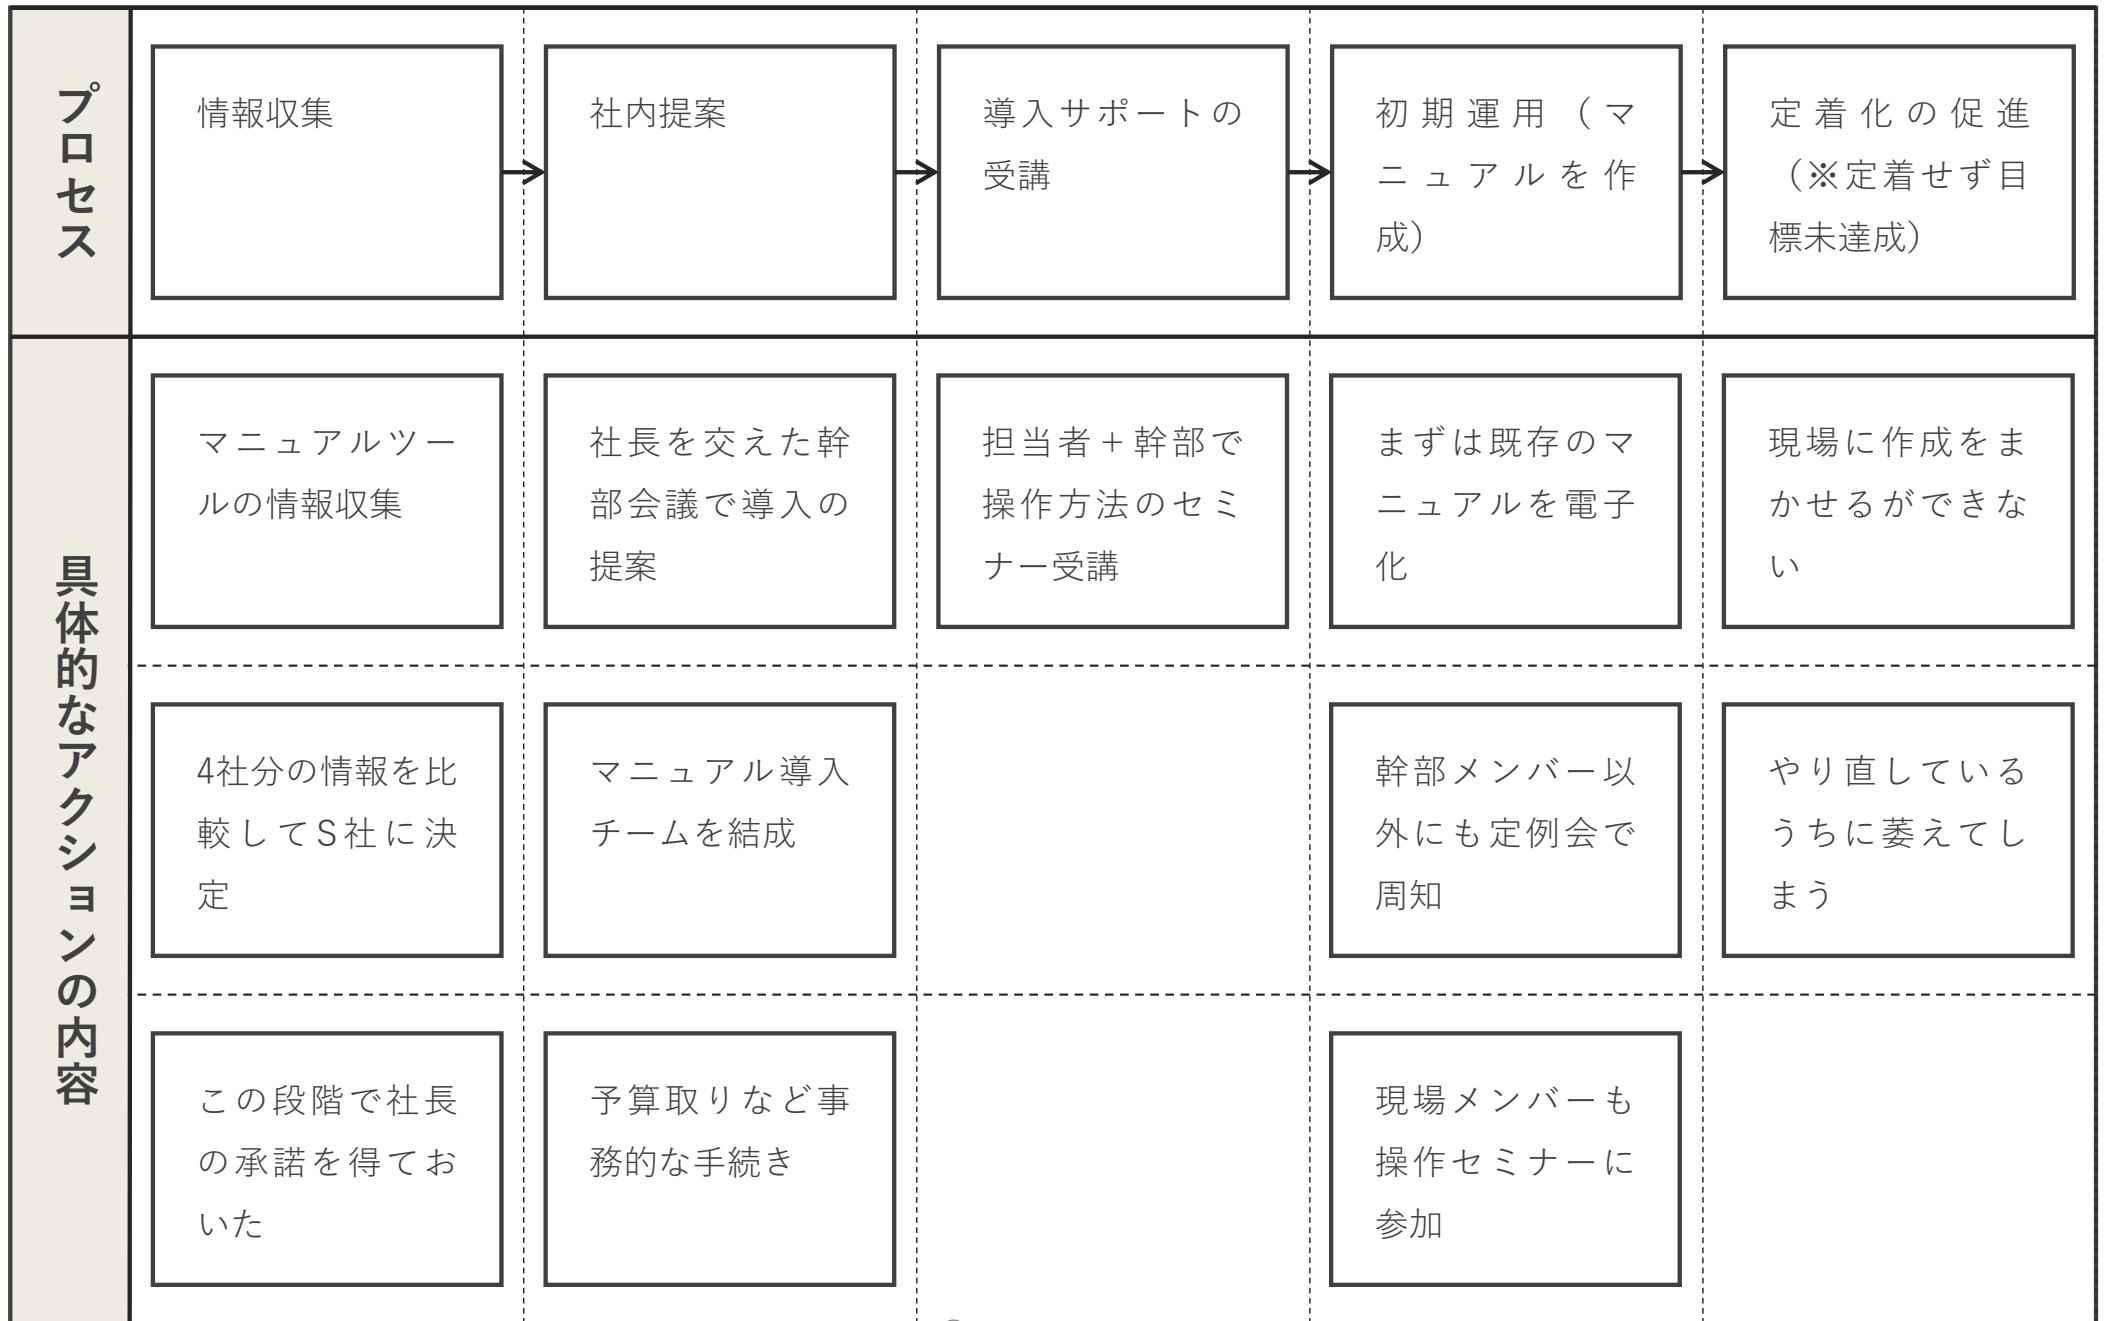 プロセス
情報収集
社内提案
導入サポートの
受講
初期運用（マ
ニュアルを作
成）
定着化の促進
（※定着せず目
標未達成）
具体的なアクションの内容
マニュアルツー
ルの情報収集
社長を交えた幹
部会議で導入の
提案
担当者＋幹部で
操作方法のセミ
ナー受講
まずは既存のマ
ニュアルを電子
化
現場に作成をま
かせるができな
い
4社分の情報を比
較してS社に決
定
マニュアル導入
チームを結成
幹部メンバー以
外にも定例会で
周知
やり直している
うちに萎えてし
まう
この段階で社長
の承諾を得てお
いた
予算取りなど事
務的な手続き
現場メンバーも
操作セミナーに
参加